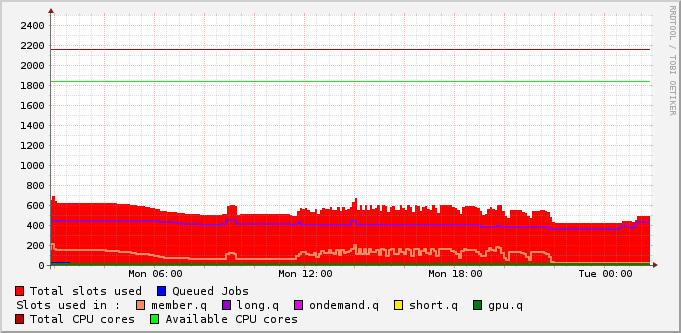 RRDTOOL / TOBI OETIKER
2400
2200
2000
1800
1600
1400
1200
1000
800
600
400
200
0
Mon 06:00 Mon 12:00 Mon 18:00 Tue 00:00
Total slots used Queued Jobs
Slots used in : member.q long.q ondemand.q short.q gpu.q
Total CPU cores Available CPU cores